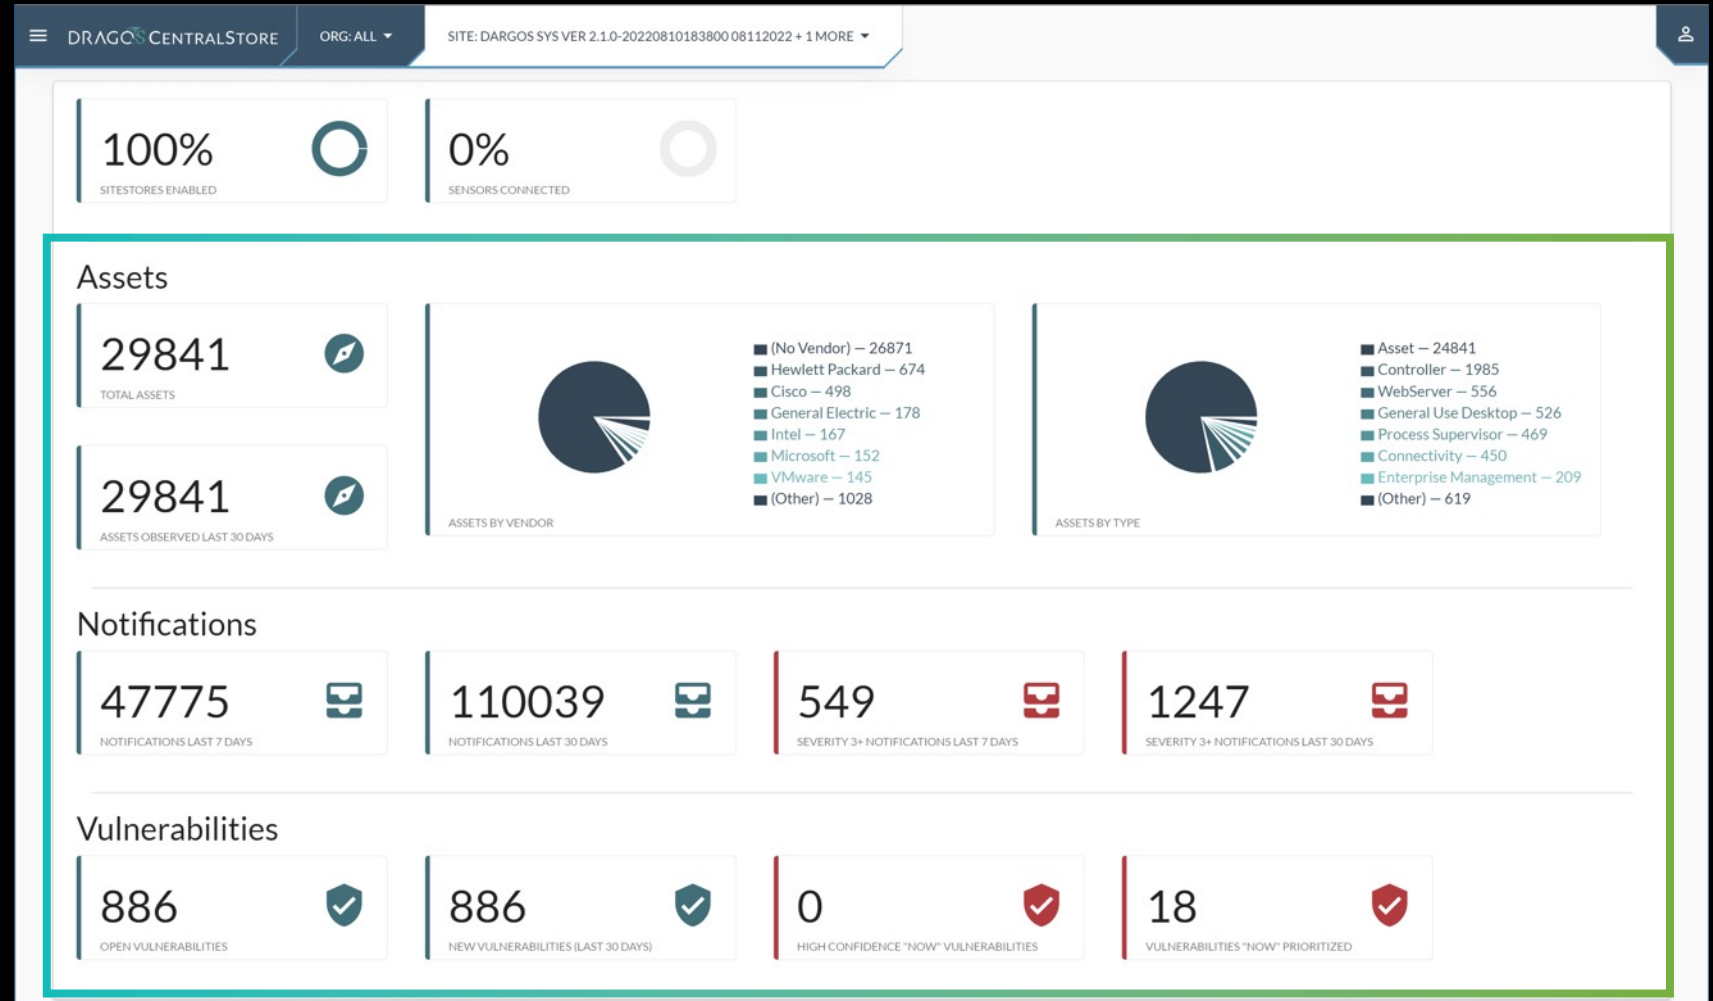 DRAGOS CENTRALSTORE
ORG: ALL
SITE: DARGOS SYS VER 2.1.0-20220810183800 08112022 + 1 MORE
100%
SITESTORES ENABLED
0%
SENSORS CONNECTED
Assets
29841
TOTAL ASSETS
29841
ASSETS OBSERVED LAST 30 DAYS
(No Vendor) — 26871
Hewlett Packard — 674
Cisco — 498
General Electric — 178
Intel — 167
Microsoft — 152
VMware — 145
(Other) — 1028
ASSETS BY VENDOR
Asset — 24841
Controller — 1985
WebServer — 556
General Use Desktop — 526
Process Supervisor — 469
Connectivity — 450
Enterprise Management — 209
(Other) — 619
ASSETS BY TYPE
Notifications
47775
NOTIFICATIONS LAST 7 DAYS
110039
NOTIFICATIONS LAST 30 DAYS
549
SEVERITY 3+ NOTIFICATIONS LAST 7 DAYS
1247
SEVERITY 3+ NOTIFICATIONS LAST 30 DAYS
Vulnerabilities
886
OPEN VULNERABILITIES
886
NEW VULNERABILITIES (LAST 30 DAYS)
0
HIGH CONFIDENCE "NOW" VULNERABILITIES
18
VULNERABILITIES "NOW" PRIORITIZED